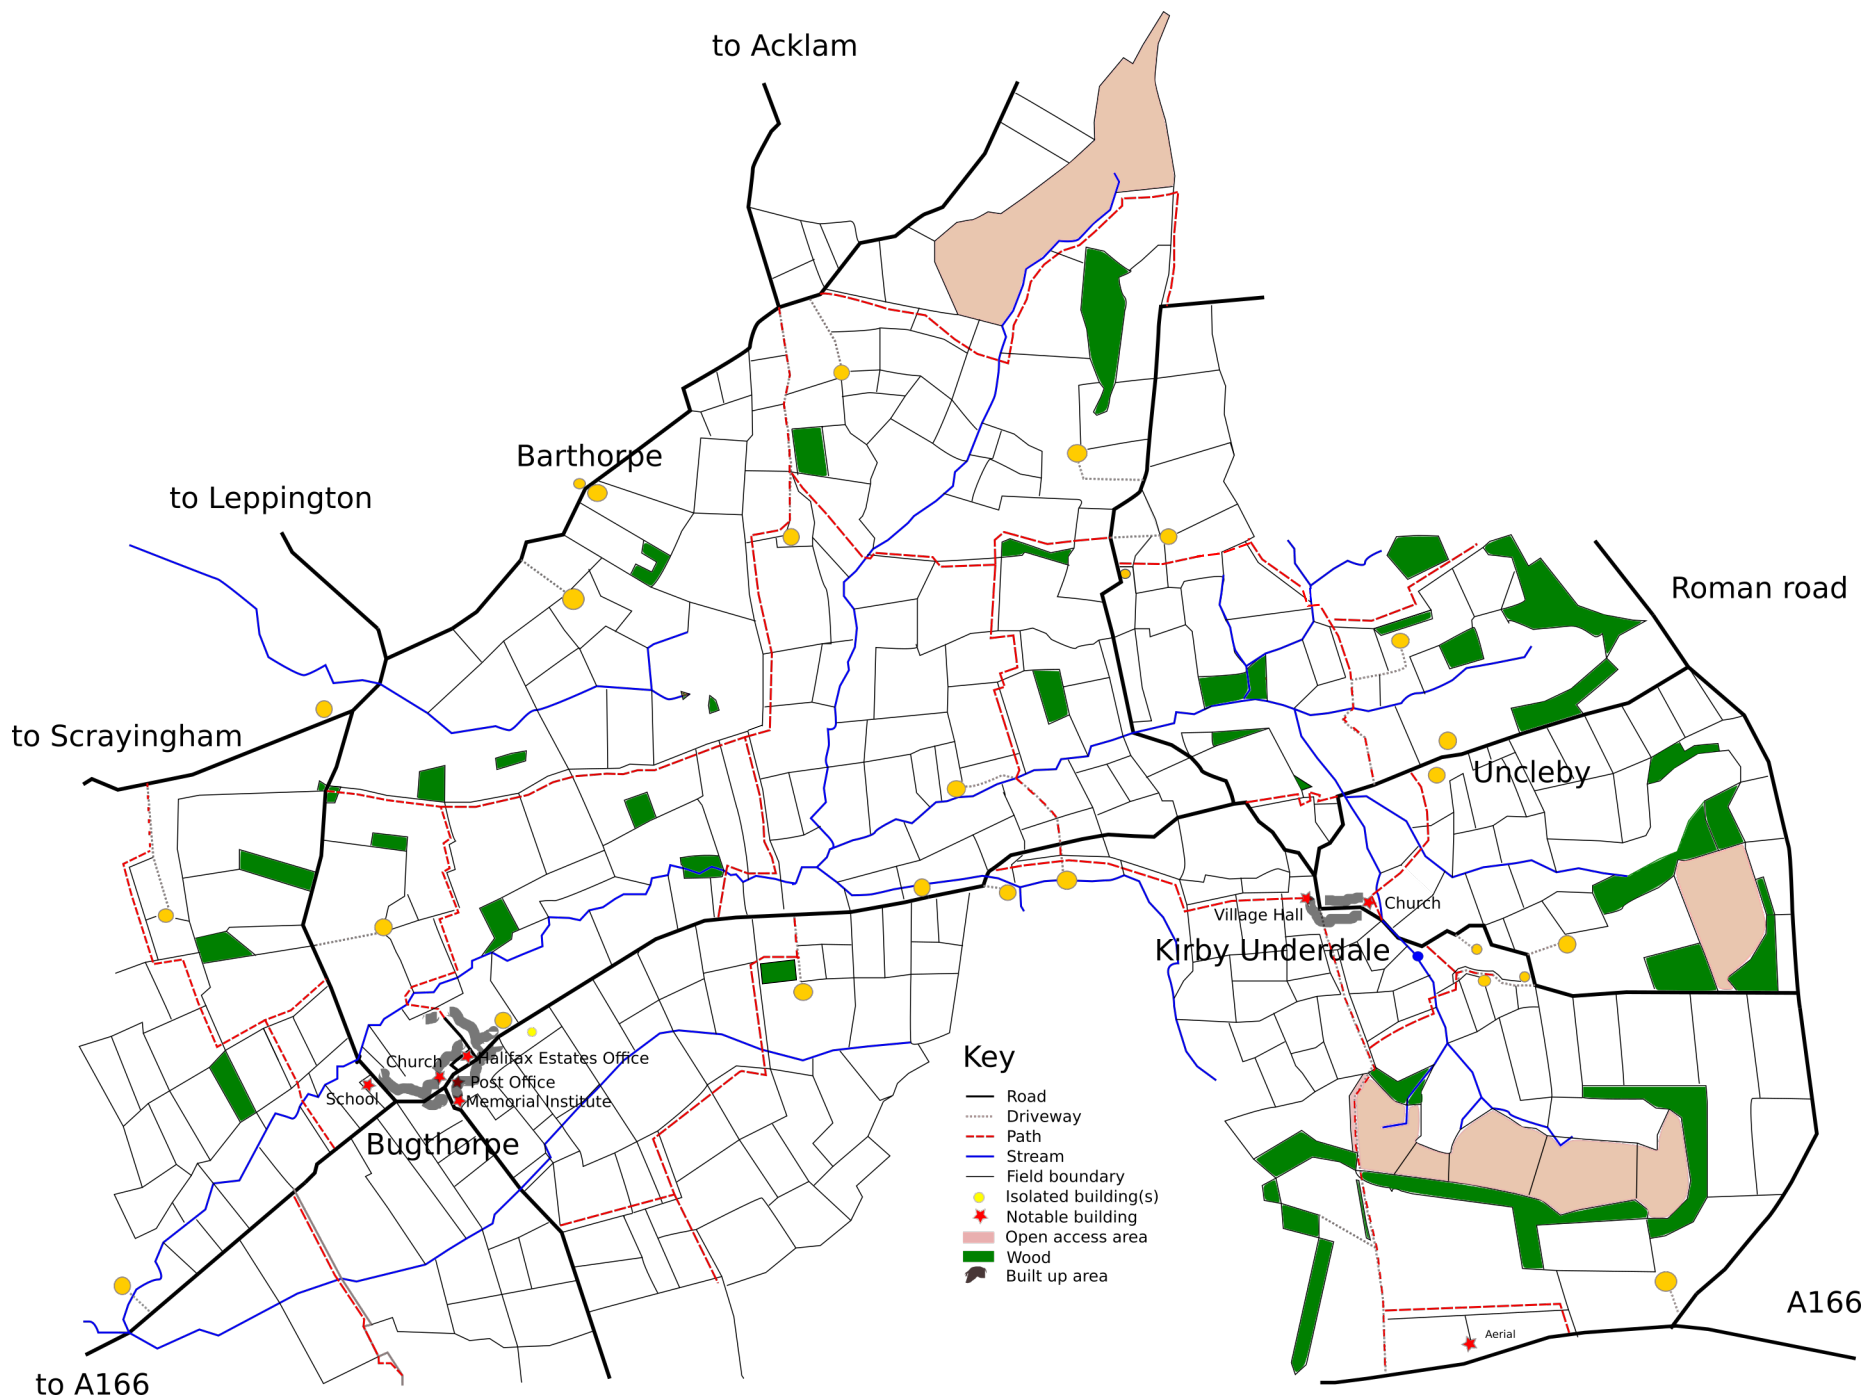 to Acklam
Barthorpe
to Leppington
Roman road
to Scrayingham
Uncleby
Church
Village Hall
Kirby Underdale
Halifax Estates Office
Church
Post Office
School
Memorial Institute
Bugthorpe
Key
Road
Driveway
Path
Stream
Field boundary
Isolated building(s)
Notable building
Open access area
Wood
Built up area
A166
Aerial
to A166